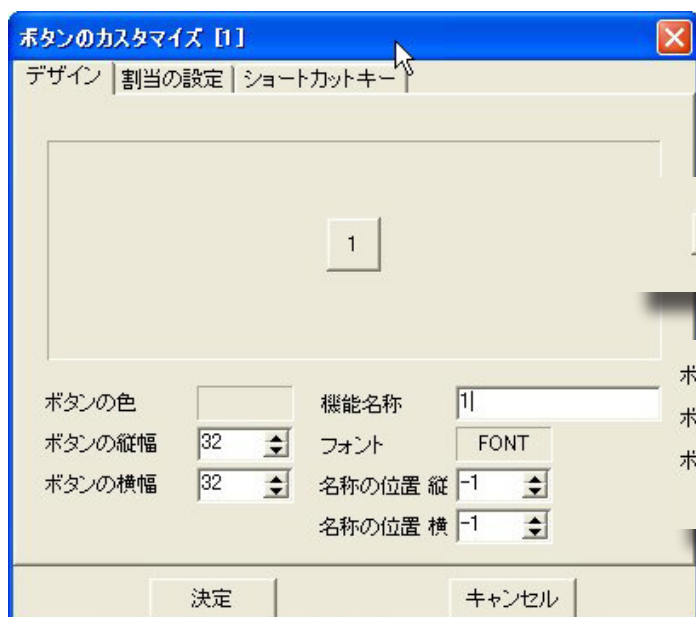 ボタンのカスタマイズ [1]
デザイン 割当の設定 ショートカットキー
1
ボタンの色 機能名称 1
ボタンの縦幅 32 フォント FONT
ボタンの横幅 32 名称の位置 縦 -1
名称の位置 横 -1
決定 キャンセル
ボ
ボ
ボ